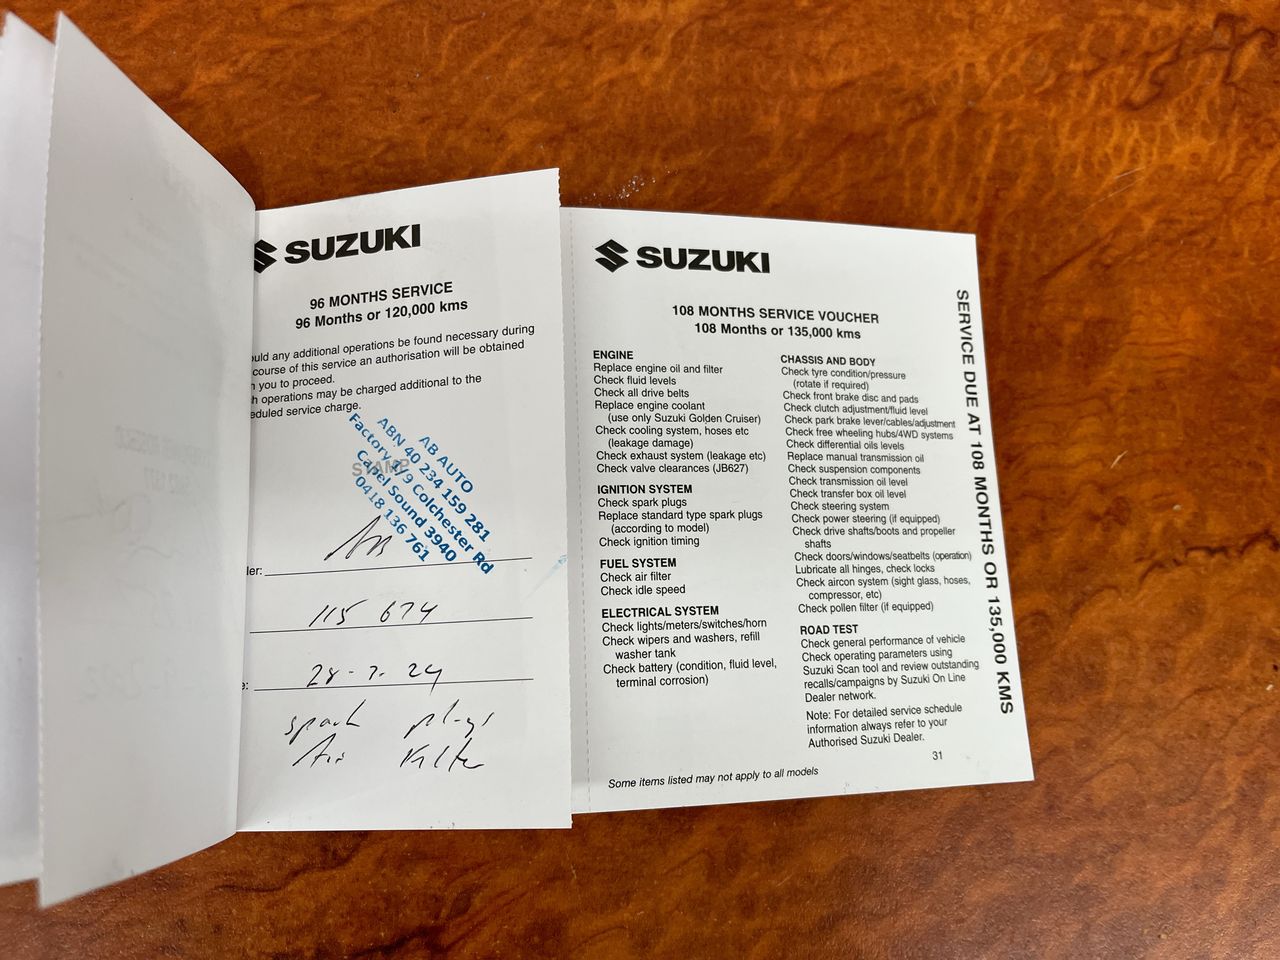 SUZUKI
96 MONTHS SERVICE
96 Months or 120,000 kms
uld any additional operations be found necessary during
course of this service an authorisation will be obtained
you to proceed.
h operations may be charged additional to the
eduled service charge.
STAMP
AB AUTO
ABN 40 234 159 281
Factory Colchester Rd
Capel Sound 3940
0418 136 761
ler:
115 674
e: 28-7-24
spark plugs
Air Filter
SUZUKI
108 MONTHS SERVICE VOUCHER
108 Months or 135,000 kms
ENGINE
Replace engine oil and filter
Check fluid levels
Check all drive belts
Replace engine coolant
(use only Suzuki Golden Cruiser)
Check cooling system, hoses etc
(leakage damage)
Check exhaust system (leakage etc)
Check valve clearances (JB627)
IGNITION SYSTEM
Check spark plugs
Replace standard type spark plugs
(according to model)
Check ignition timing
FUEL SYSTEM
Check air filter
Check idle speed
ELECTRICAL SYSTEM
Check lights/meters/switches/horn
Check wipers and washers, refill
washer tank
Check battery (condition, fluid level,
terminal corrosion)
CHASSIS AND BODY
Check tyre condition/pressure
(rotate if required)
Check front brake disc and pads
Check clutch adjustment/fluid level
Check park brake lever/cables/adjustment
Check free wheeling hubs/4WD systems
Check differential oils levels
Replace manual transmission oil
Check suspension components
Check transmission oil level
Check transfer box oil level
Check steering system
Check power steering (if equipped)
Check drive shafts/boots and propeller
shafts
Check doors/windows/seatbelts (operation)
Lubricate all hinges, check locks
Check aircon system (sight glass, hoses,
compressor, etc)
Check pollen filter (if equipped)
ROAD TEST
Check general performance of vehicle
Check operating parameters using
Suzuki Scan tool and review outstanding
recalls/campaigns by Suzuki On Line
Dealer network.
Note: For detailed service schedule
information always refer to your
Authorised Suzuki Dealer.
31
Some items listed may not apply to all models
SERVICE DUE AT 108 MONTHS OR 135,000 KMS